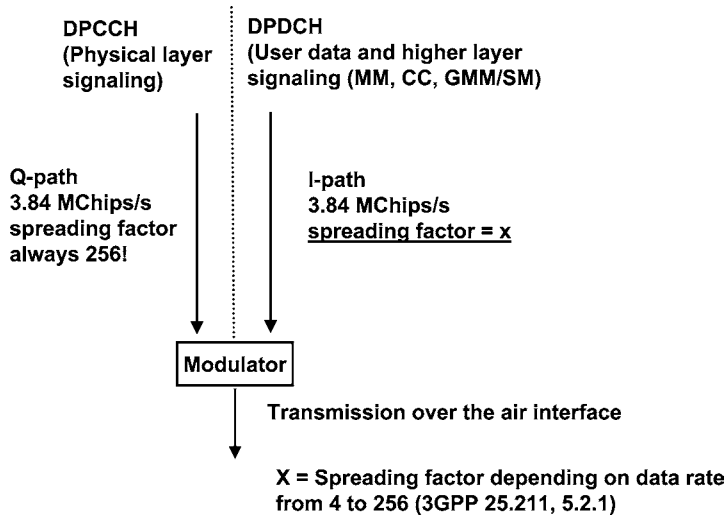 DPCCH
(Physical layer
signaling)
DPDCH
(User data and higher layer
signaling (MM, CC, GMM/SM)
Q-path
3.84 MChips/s
spreading factor
always 256!
I-path
3.84 MChips/s
spreading factor = x
Modulator
Transmission over the air interface
X = Spreading factor depending on data rate
from 4 to 256 (3GPP 25.211, 5.2.1)